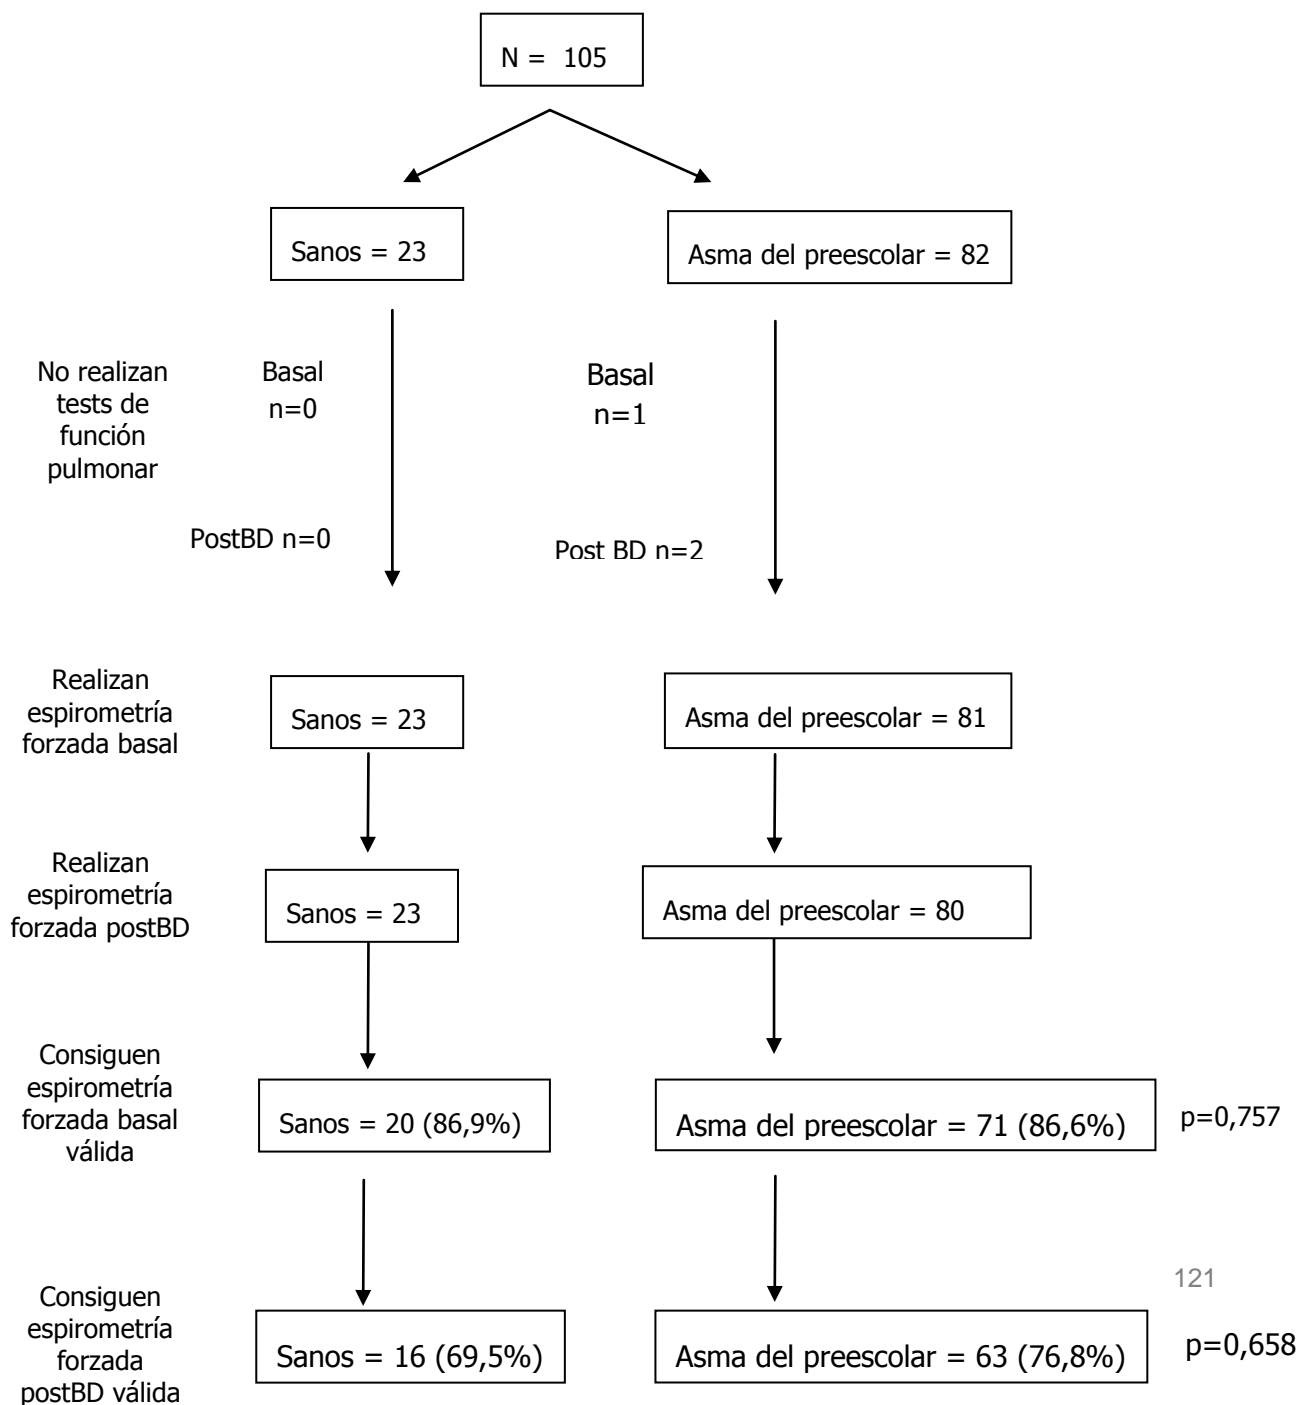 N =  105
Sanos = 23
Asma del preescolar = 82
No realizan
tests de
función
pulmonar
Basal
n=0
Basal
n=1
PostBD n=0
Post BD n=2
Realizan
espirometría
forzada basal
Sanos = 23
Asma del preescolar = 81
Realizan
espirometría
forzada postBD
Sanos = 23
Asma del preescolar = 80
Consiguen
espirometría
forzada basal
válida
Sanos = 20 (86,9%)
Asma del preescolar = 71 (86,6%)
p=0,757
121
Consiguen
espirometría
forzada
postBD válida
Sanos = 16 (69,5%)
Asma del preescolar = 63 (76,8%)
p=0,658